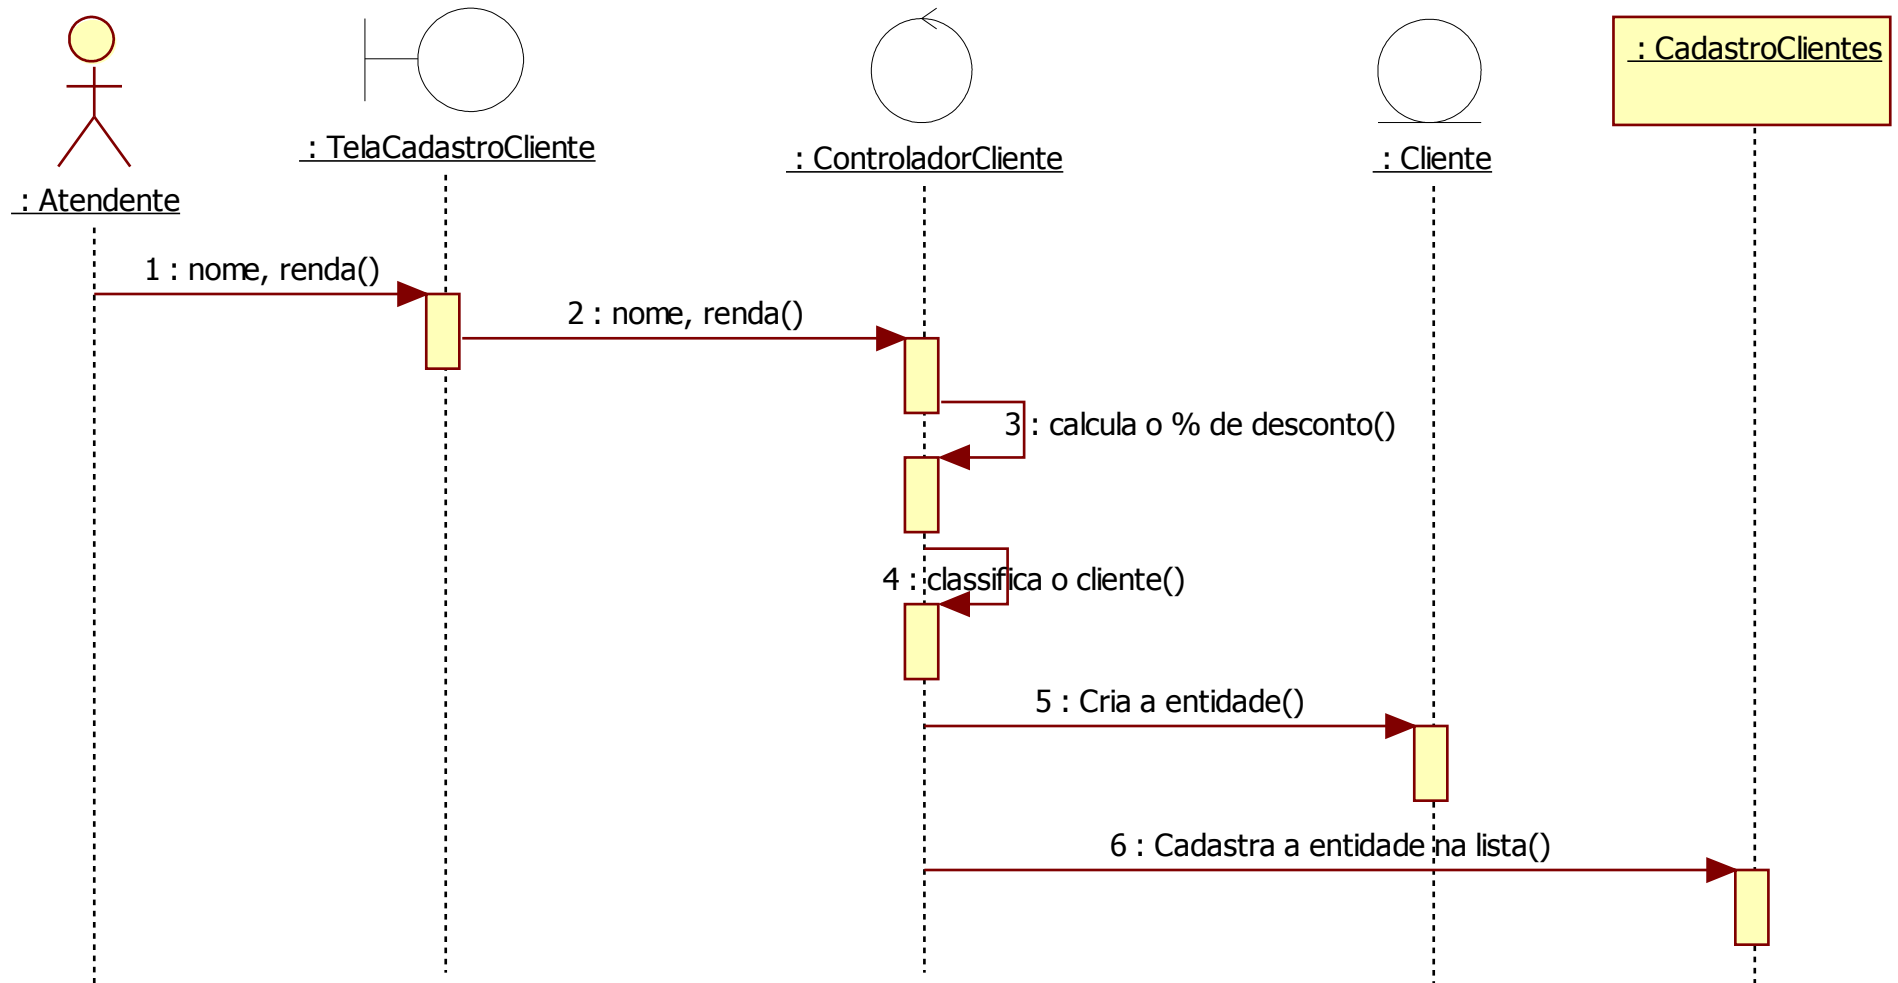 : CadastroClientes
: TelaCadastroCliente
: ControladorCliente
: Cliente
: Atendente
1 : nome, renda()
2 : nome, renda()
3 : calcula o % de desconto()
4 : classifica o cliente()
5 : Cria a entidade()
6 : Cadastra a entidade na lista()